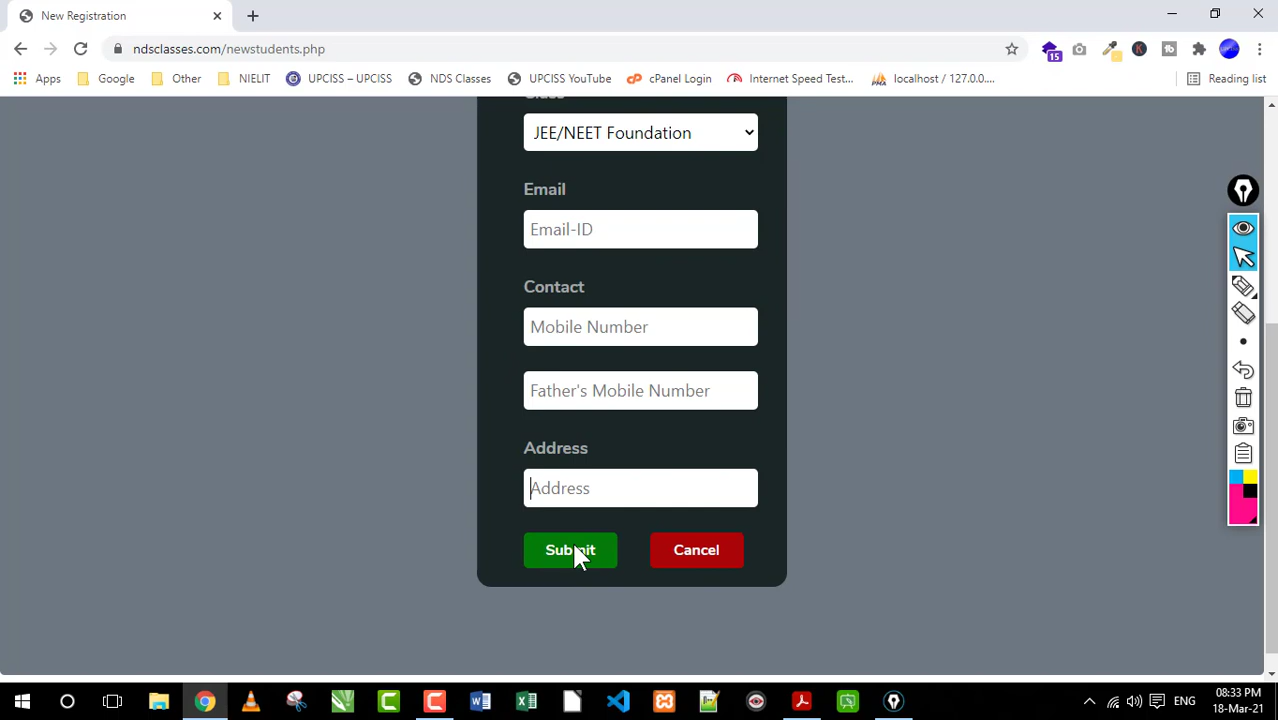 New Registration
ndsclasses.com/newstudents.php
15
Apps Google Other NIELIT UPCISS – UPCISS NDS Classes UPCISS YouTube cPanel Login Internet Speed Test... localhost / 127.0.0.... Reading list
JEE/NEET Foundation
Email
Email-ID
Contact
Mobile Number
Father's Mobile Number
Address
Address
Submit Cancel
ENG
08:33 PM
18-Mar-21